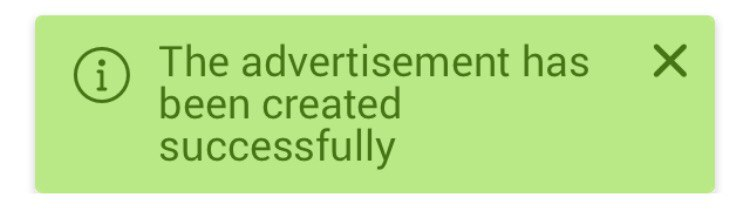 The advertisement has
been created
successfully